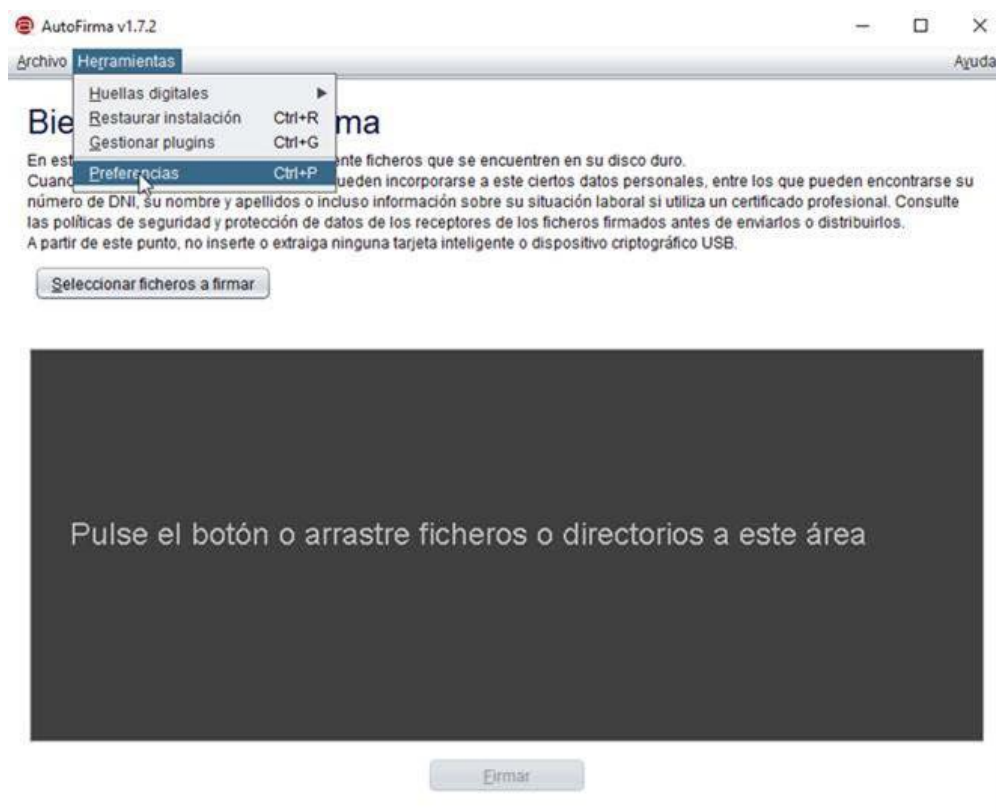 AutoFirma v1.7.2
Archivo Herramientas Ayuda
Huellas digitales
Restaurar instalación Ctrl+R
Gestionar plugins Ctrl+G
Preferencias Ctrl+P
Bie ma
En est ente ficheros que se encuentren en su disco duro.
Cuand ueden incorporarse a este ciertos datos personales, entre los que pueden encontrarse su
número de DNI, su nombre y apellidos o incluso información sobre su situación laboral si utiliza un certificado profesional. Consulte
las políticas de seguridad y protección de datos de los receptores de los ficheros firmados antes de enviarlos o distribuirlos.
A partir de este punto, no inserte o extraiga ninguna tarjeta inteligente o dispositivo criptográfico USB.
Seleccionar ficheros a firmar
Pulse el botón o arrastre ficheros o directorios a este área
Firmar